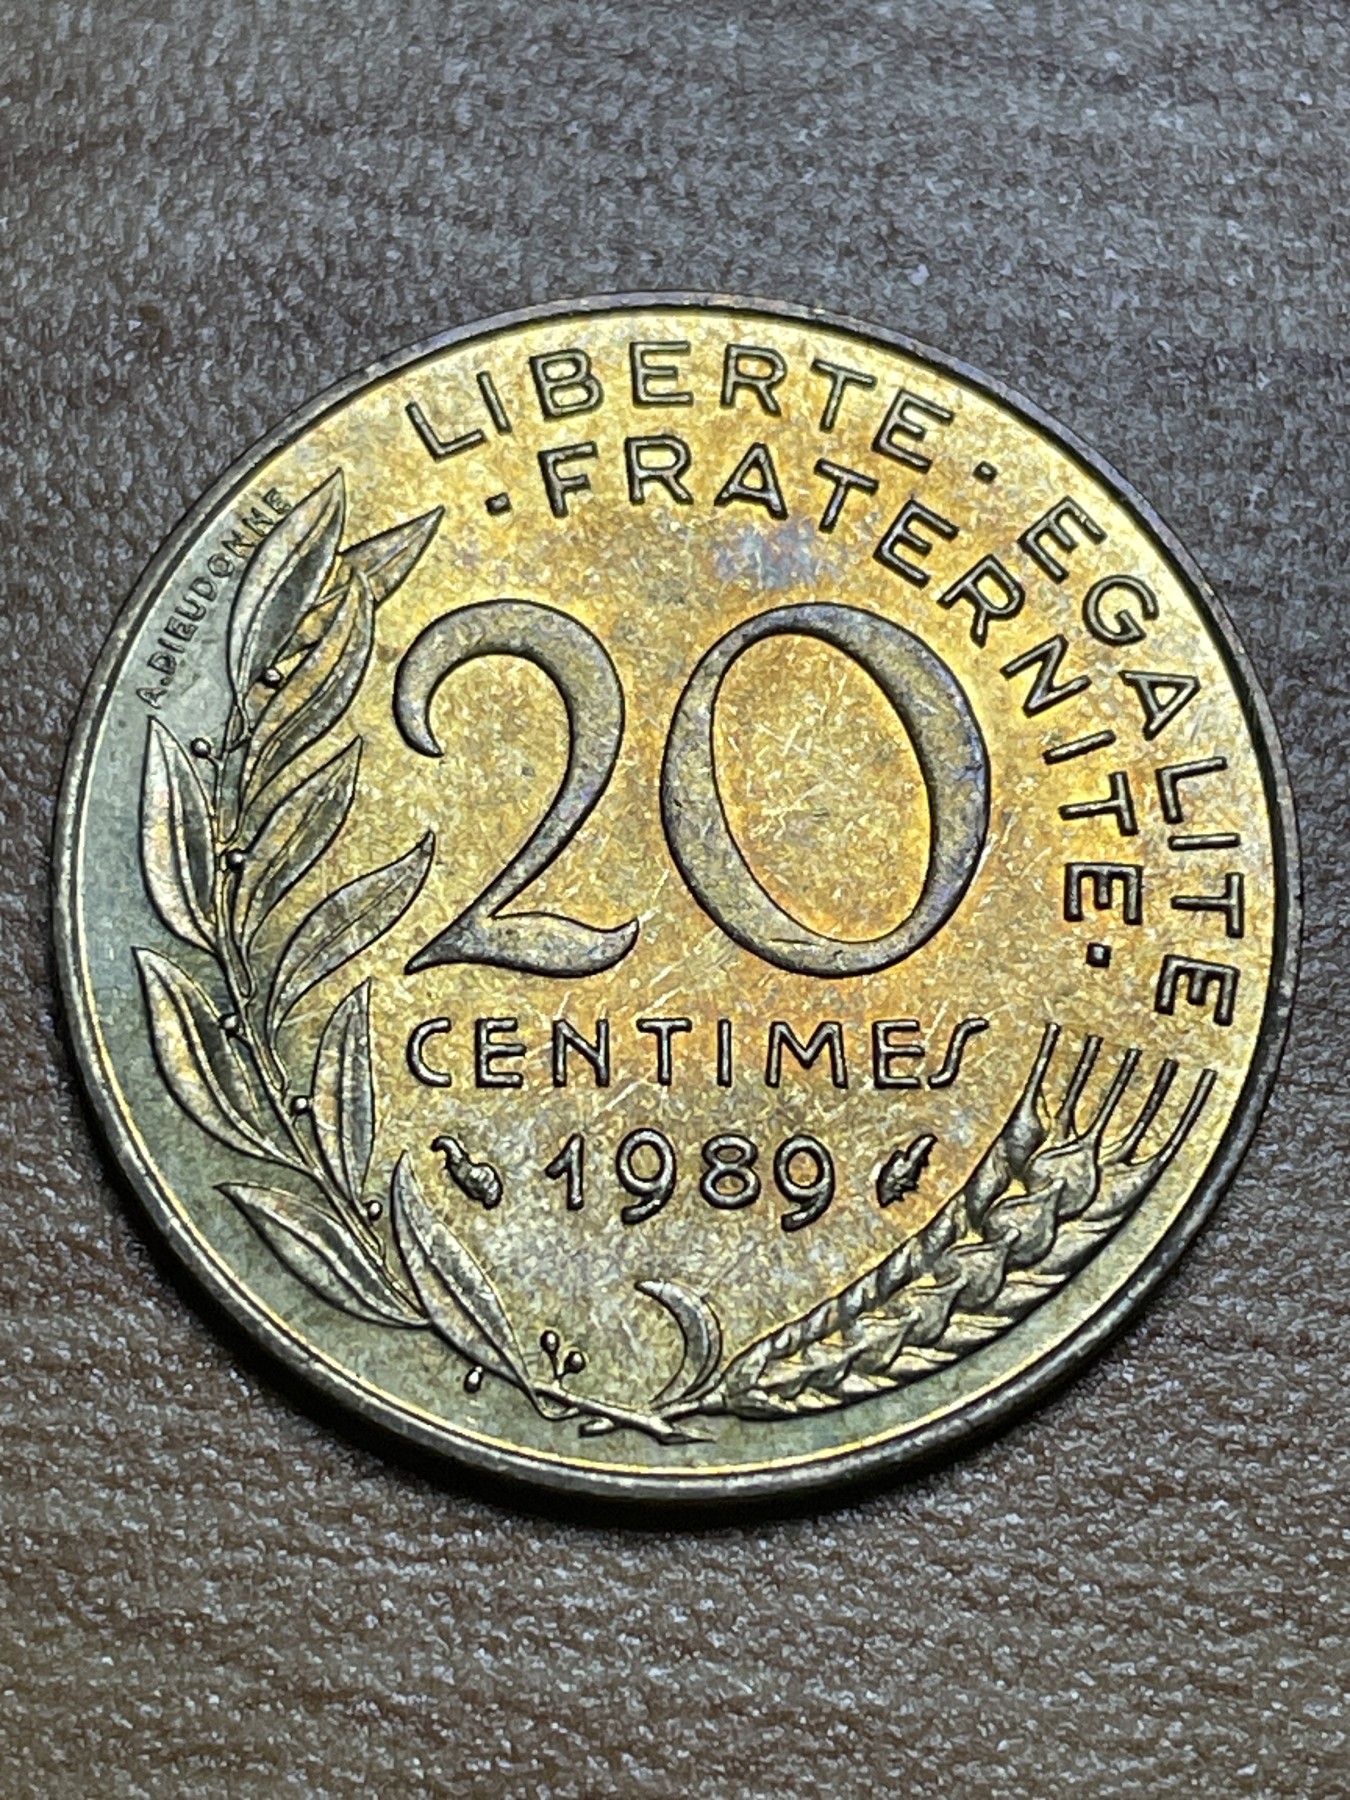 LIBERTE · EGALITE
· FRATERNITE ·
A.DIEUDONNE
20
CENTIMES
1989